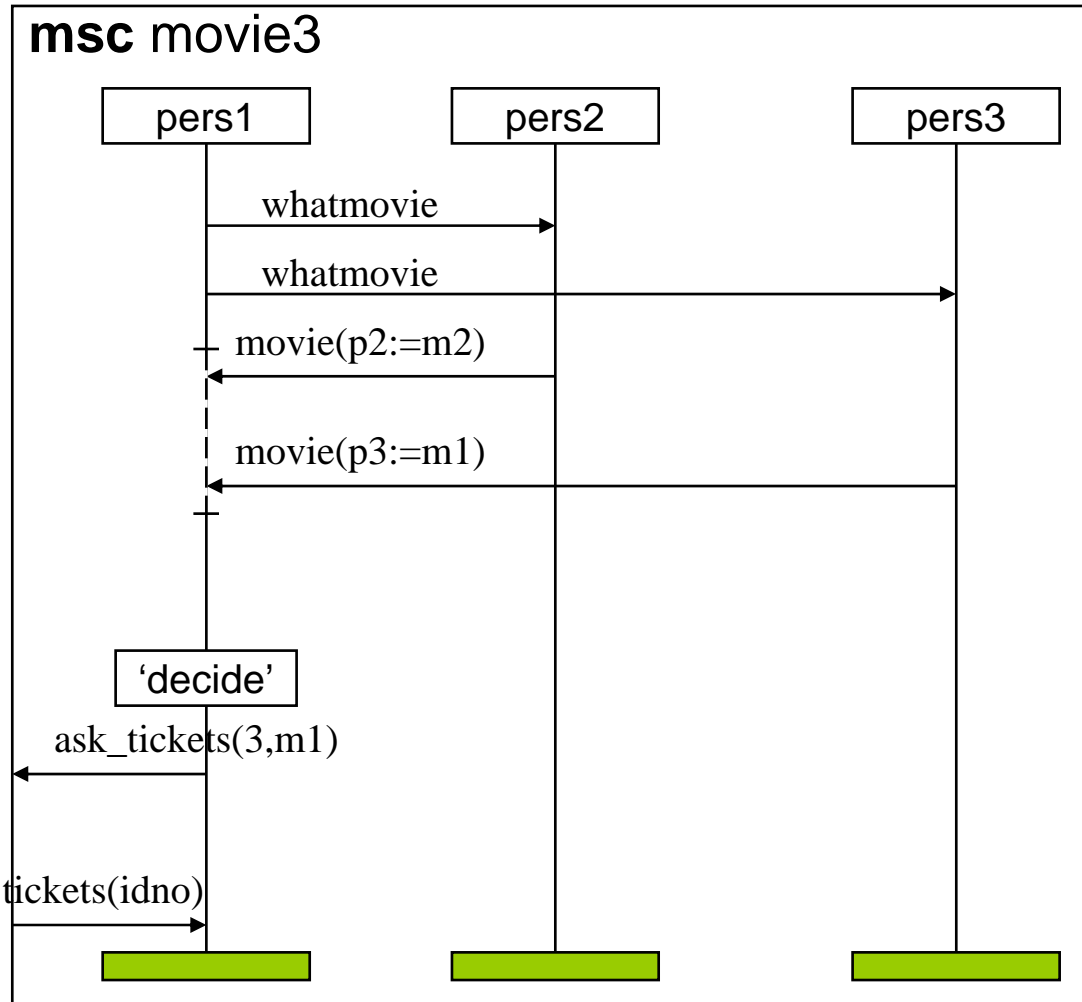 msc movie3
pers1 pers2 pers3
whatmovie
whatmovie
movie(p2:=m2)
movie(p3:=m1)
‘decide’
ask_tickets(3,m1)
tickets(idno)